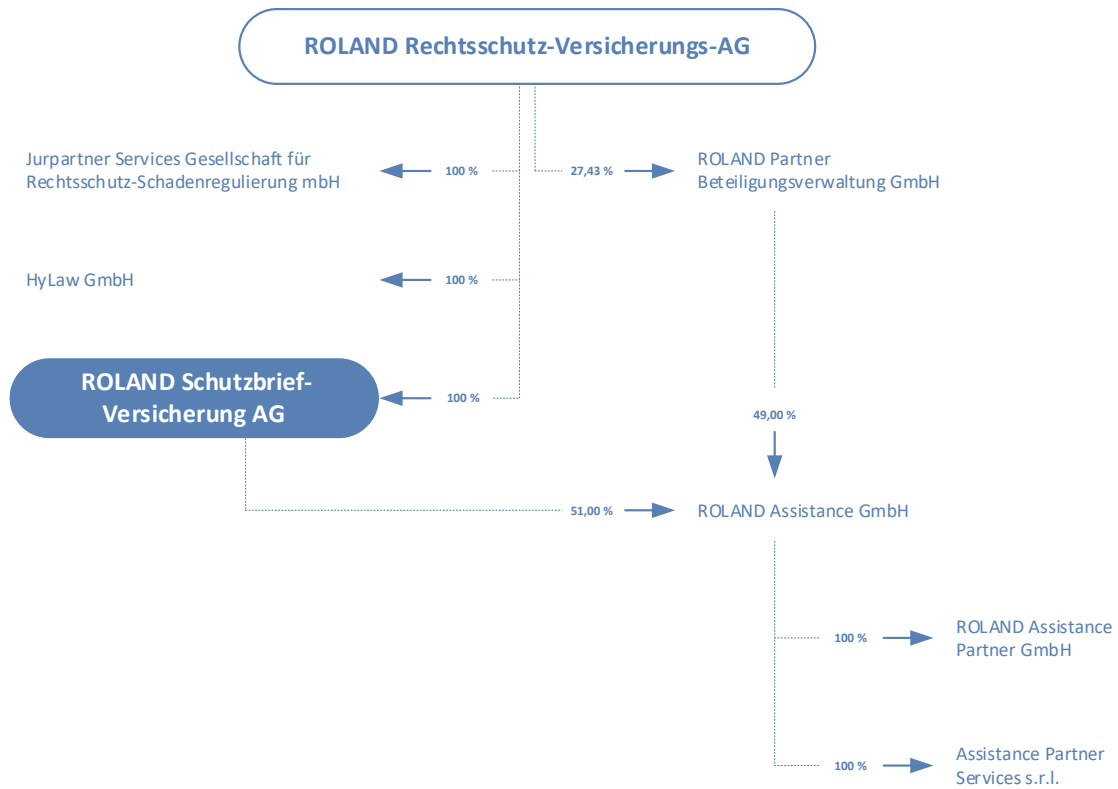 ROLAND Rechtsschutz-Versicherungs-AG
Jurpartner Services Gesellschaft für
Rechtsschutz-Schadenregulierung mbH
100 %
27,43 %
ROLAND Partner
Beteiligungsverwaltung GmbH
HyLaw GmbH
100 %
ROLAND Schutzbrief-
Versicherung AG
100 %
49,00 %
51,00 %
ROLAND Assistance GmbH
100 %
ROLAND Assistance
Partner GmbH
100 %
Assistance Partner
Services s.r.l.